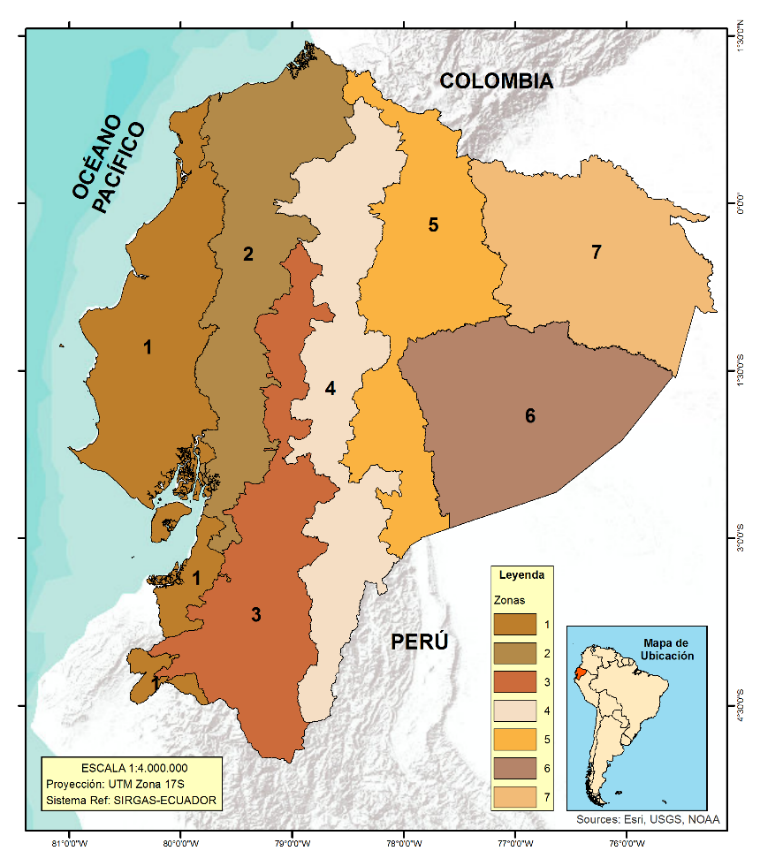 COLOMBIA
OCÉANO
PACÍFICO
5
7
2
1
4
6
1
3
1
PERÚ
Leyenda
Zonas
1
2
3
4
5
6
7
Mapa de
Ubicación
ESCALA 1:4.000.000
Proyección: UTM Zona 17S
Sistema Ref: SIRGAS-ECUADOR
Sources: Esri, USGS, NOAA
1°30'0"N
0°0'0"
1°30'0"S
3°0'0"S
4°30'0"S
81°0'0"W
80°0'0"W
79°0'0"W
78°0'0"W
77°0'0"W
76°0'0"W